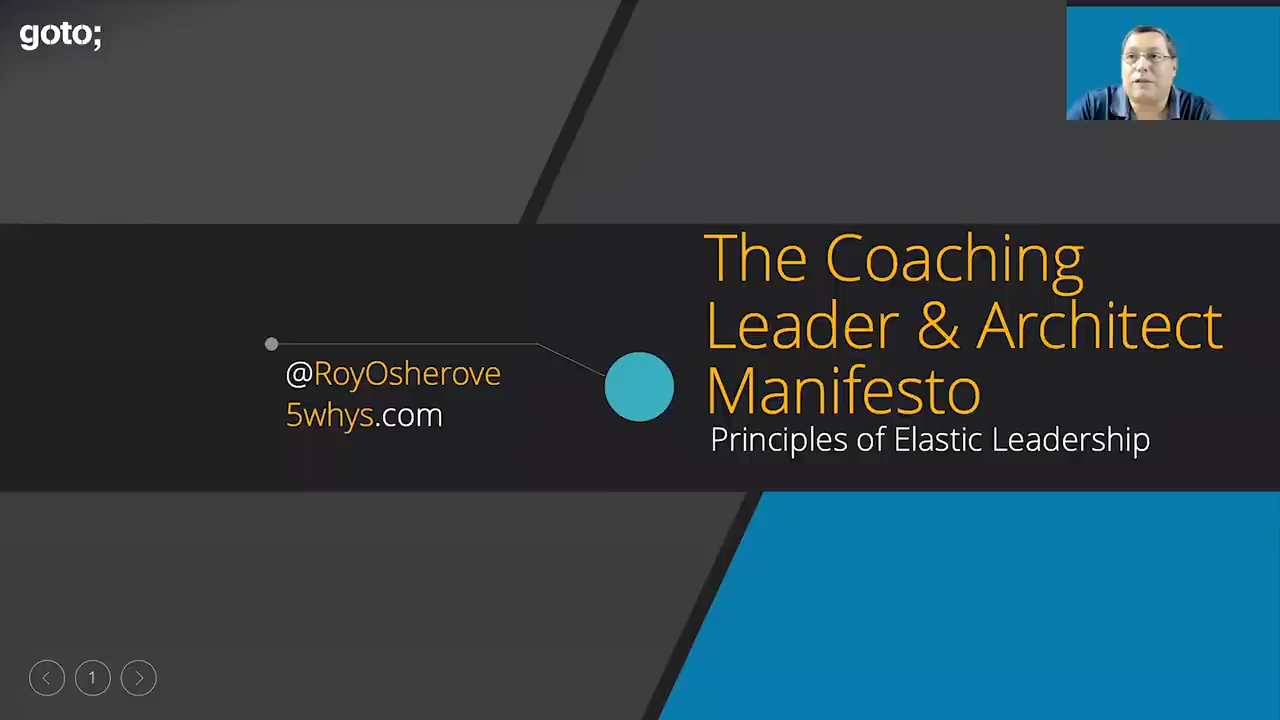 goto;
The Coaching
Leader & Architect
Manifesto
Principles of Elastic Leadership
@RoyOsherove
5whys.com
1